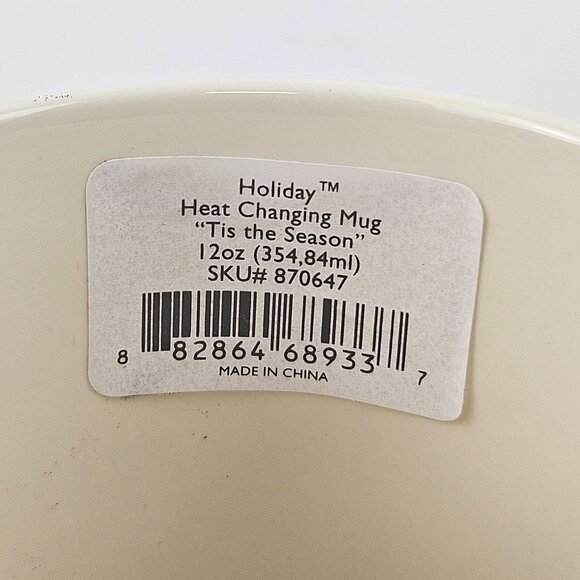 Holiday™
Heat Changing Mug
“Tis the Season”
12oz (354,84ml)
SKU# 870647
8 82864 68933 7
MADE IN CHINA